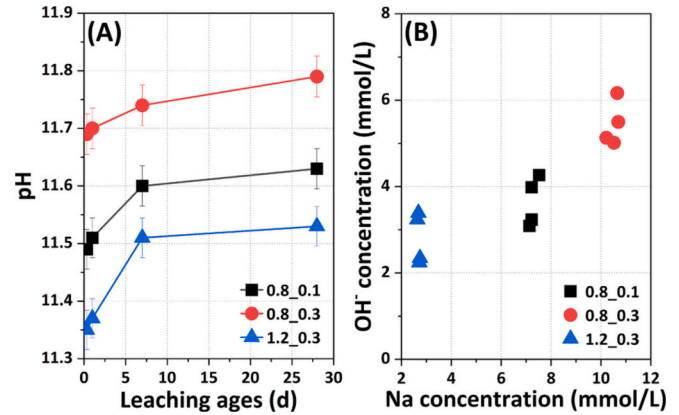 (A)
pH
11.9
11.8
11.7
11.6
11.5
11.4
11.3
0 5 10 15 20 25 30
Leaching ages (d)
0.8_0.1
0.8_0.3
1.2_0.3
(B)
OH⁻ concentration (mmol/L)
8
6
4
2
0
2 4 6 8 10 12
Na concentration (mmol/L)
0.8_0.1
0.8_0.3
1.2_0.3